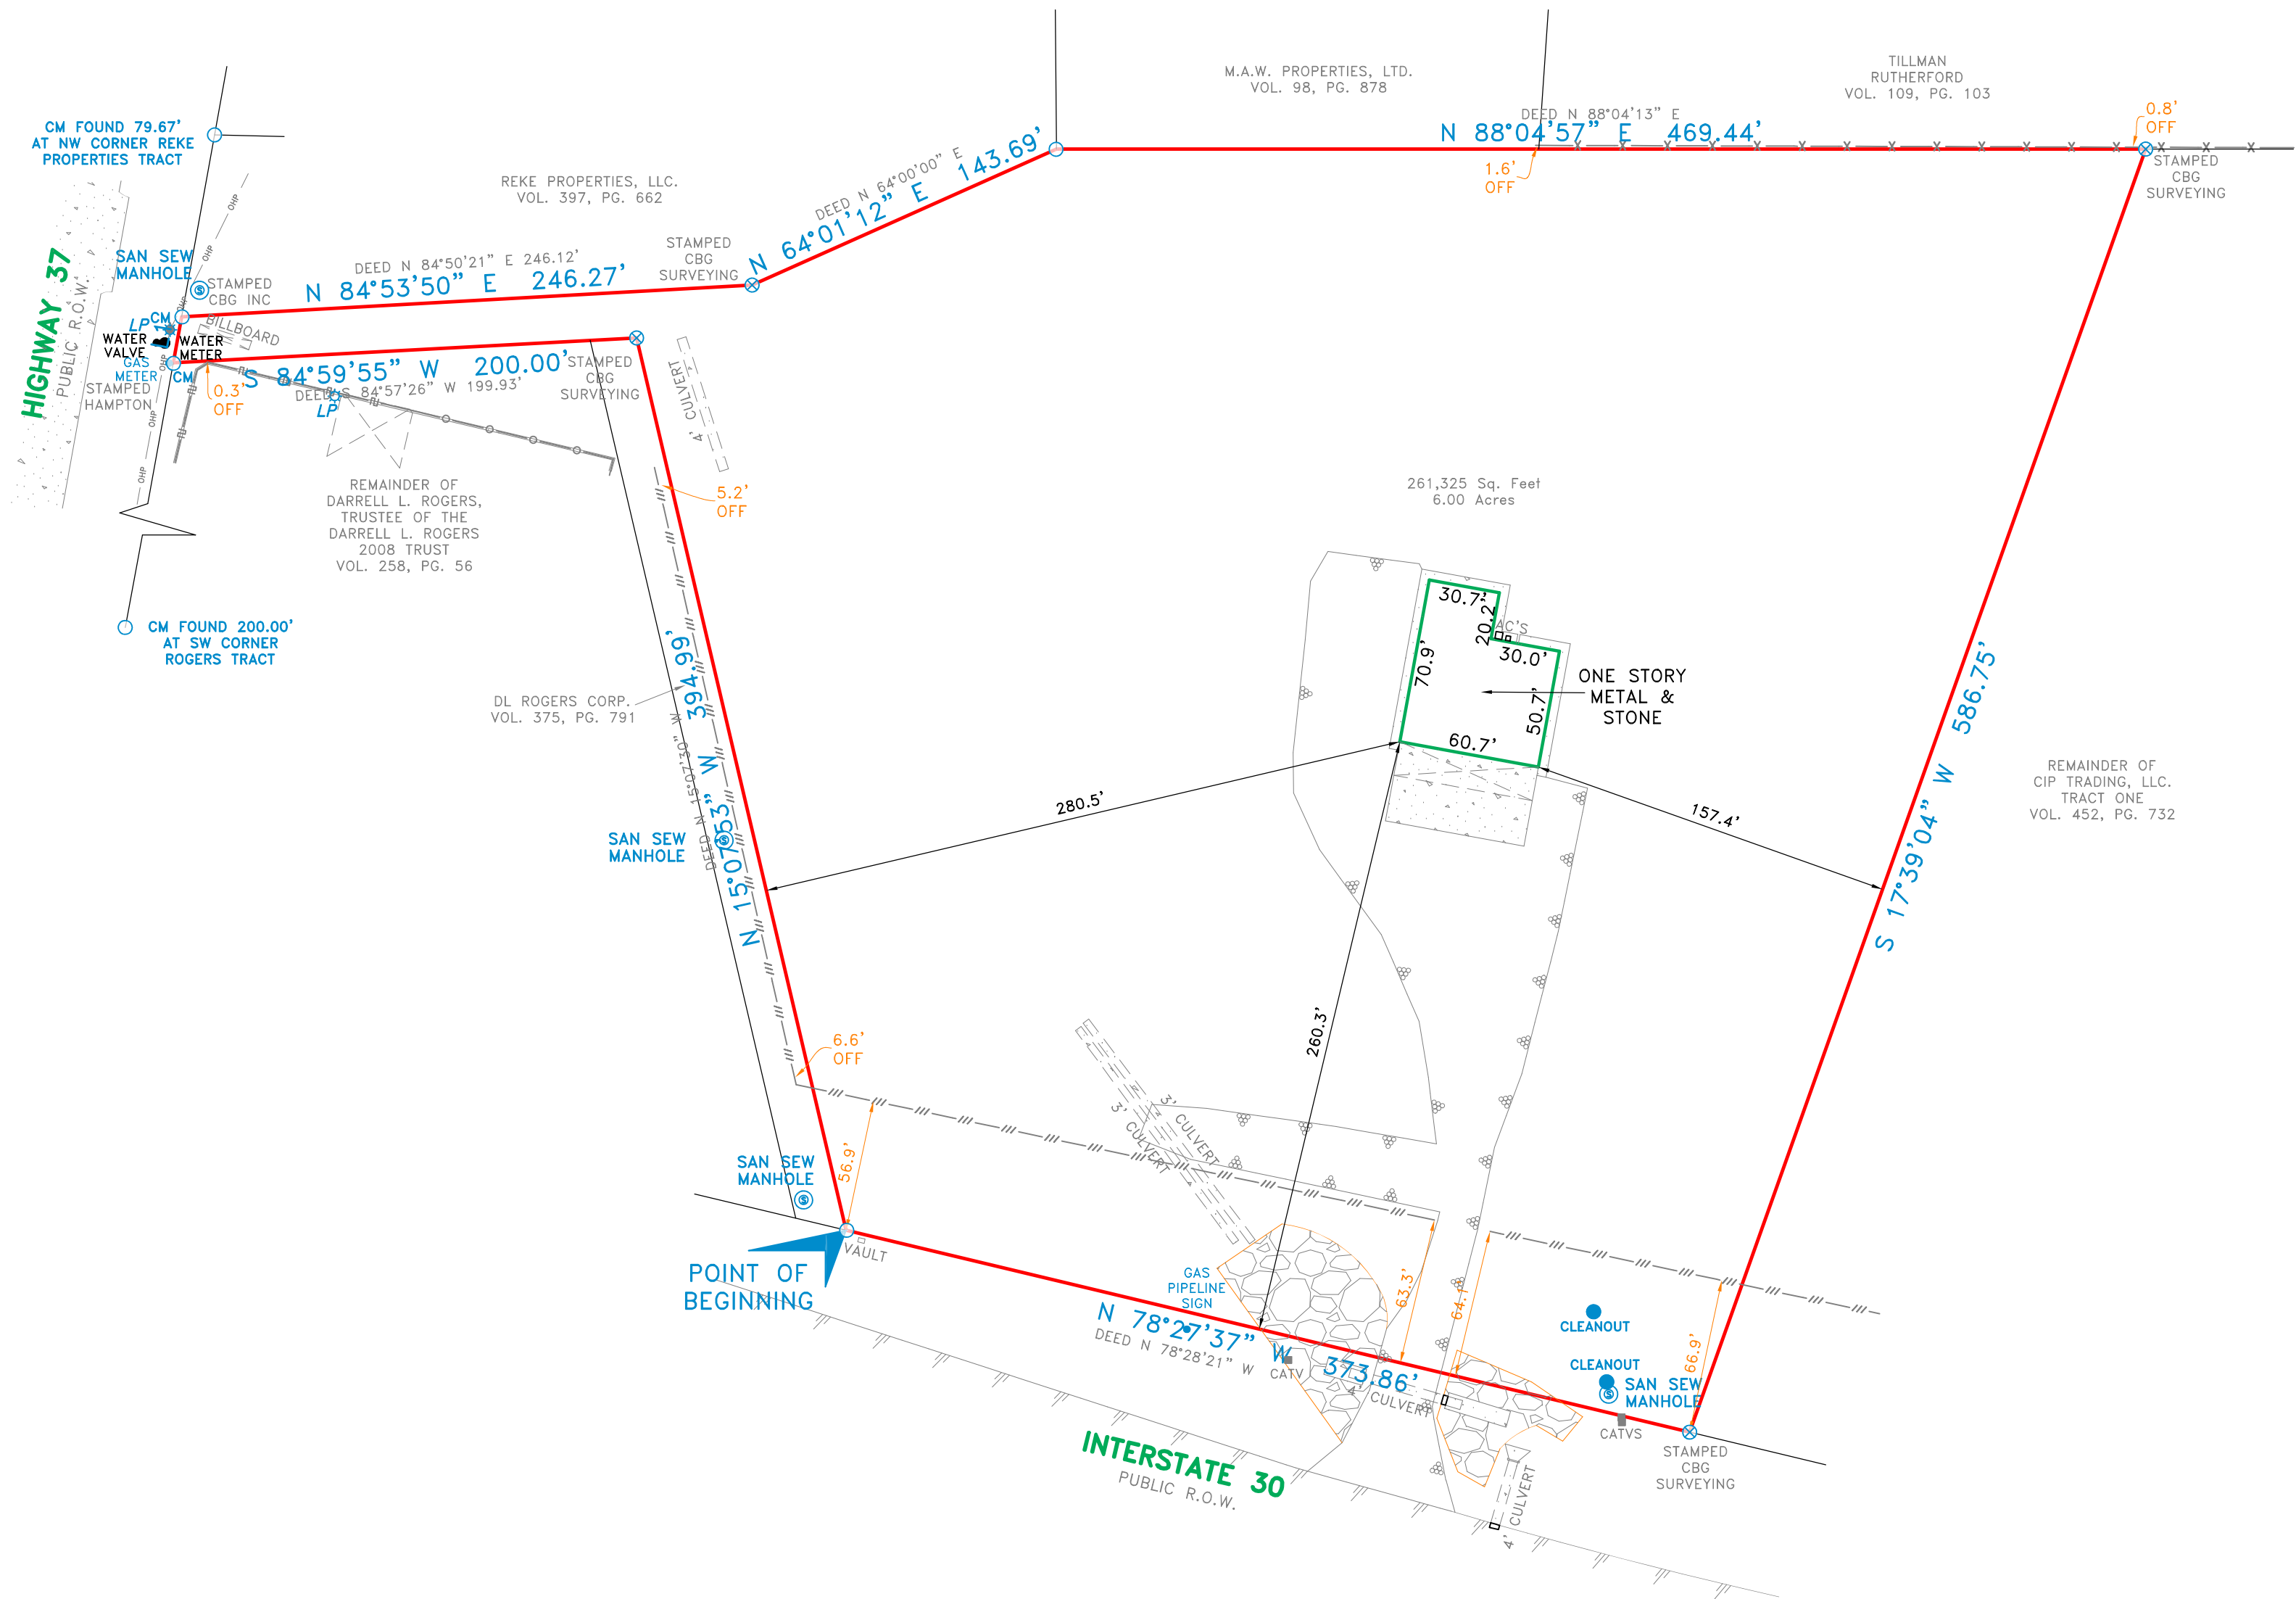 M.A.W. PROPERTIES, LTD.
VOL. 98, PG. 878
TILLMAN
RUTHERFORD
VOL. 109, PG. 103
DEED N 88°04'13" E
N 88°04'57" E 469.44'
0.8'
OFF
1.6'
OFF
STAMPED
CBG
SURVEYING
CM FOUND 79.67'
AT NW CORNER REKE
PROPERTIES TRACT
REKE PROPERTIES, LLC.
VOL. 397, PG. 662
DEED N 64°00'00" E
N 64°01'12" E 143.69'
HIGHWAY 37
PUBLIC R.O.W.
OHP
OHP
OHP
OHP
OHP
OHP
SAN SEW
MANHOLE
S
STAMPED
CBG INC
DEED N 84°50'21" E 246.12'
N 84°53'50" E 246.27'
STAMPED
CBG
SURVEYING
CM
LP
BILLBOARD
WATER
VALVE
WATER
METER
GAS
METER
CM
STAMPED
HAMPTON
0.3'
OFF
S 84°59'55" W 200.00'
DEED S 84°57'26" W 199.93'
LP
STAMPED
CBG
SURVEYING
4' CULVERT
5.2'
OFF
REMAINDER OF
DARRELL L. ROGERS,
TRUSTEE OF THE
DARRELL L. ROGERS
2008 TRUST
VOL. 258, PG. 56
261,325 Sq. Feet
6.00 Acres
CM FOUND 200.00'
AT SW CORNER
ROGERS TRACT
30.7'
20.2'
AC'S
30.0'
70.9'
50.7'
60.7'
ONE STORY
METAL &
STONE
DL ROGERS CORP.
VOL. 375, PG. 791
N 15°07'53" W 394.99'
DEED N 15°07'30" W
S 17°39'04" W 586.75'
REMAINDER OF
CIP TRADING, LLC.
TRACT ONE
VOL. 452, PG. 732
280.5'
157.4'
260.3'
SAN SEW
MANHOLE
S
6.6'
OFF
56.9'
3' CULVERT
3' CULVERT
SAN SEW
MANHOLE
S
VAULT
POINT OF
BEGINNING
GAS
PIPELINE
SIGN
63.3'
64.1'
66.9'
N 78°27'37" W 373.86'
DEED N 78°28'21" W
CATV
4' CULVERT
CLEANOUT
CLEANOUT
SAN SEW
MANHOLE
S
CATVS
STAMPED
CBG
SURVEYING
INTERSTATE 30
PUBLIC R.O.W.
4' CULVERT